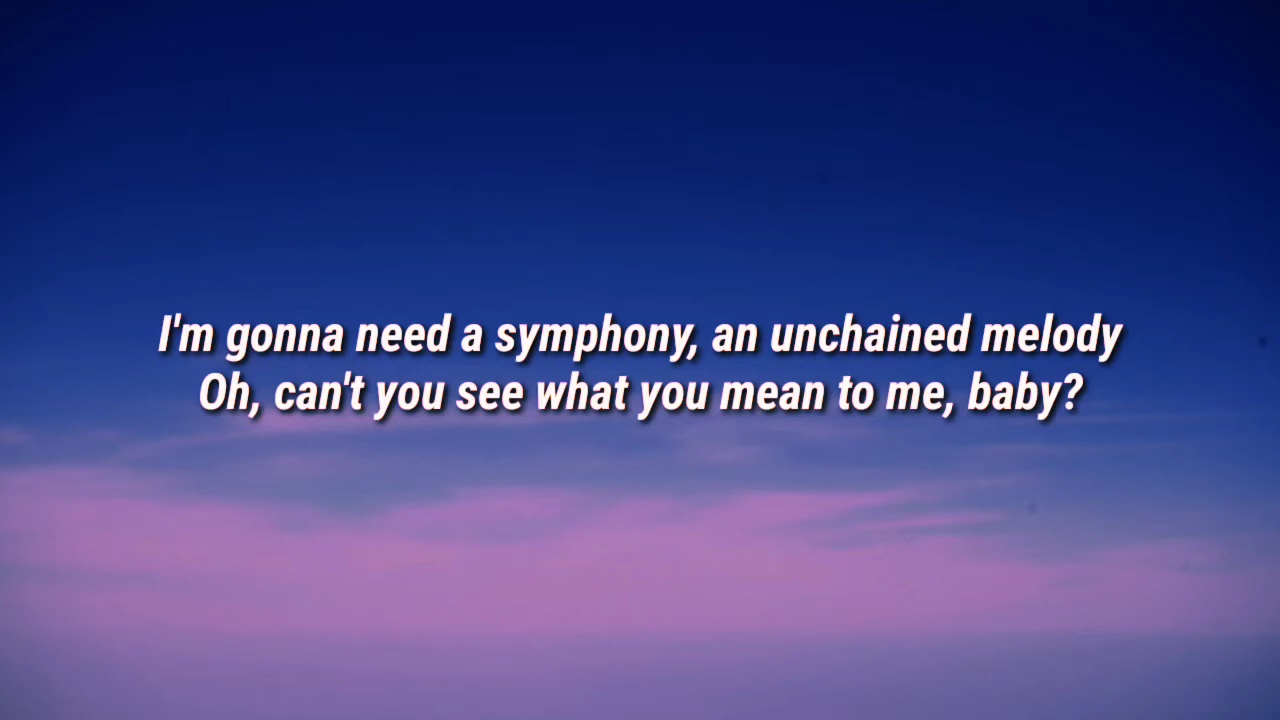 I'm gonna need a symphony, an unchained melody
Oh, can't you see what you mean to me, baby?